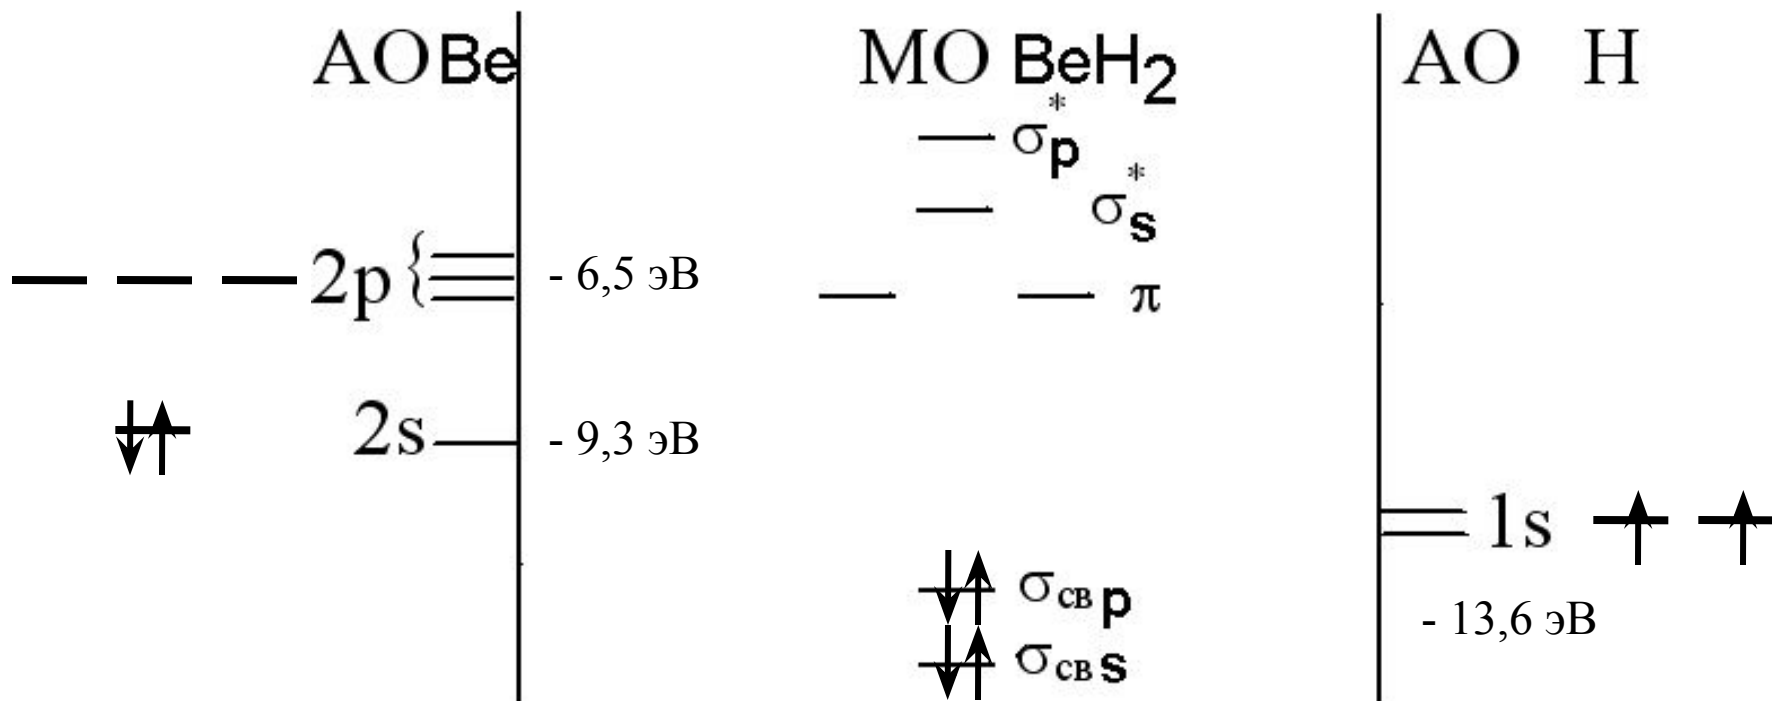 АО Be МО BeH₂ АО Н
σ*p
σ*s
2p { - 6,5 эВ π
2s - 9,3 эВ
1s
σсв p
- 13,6 эВ
σсв s